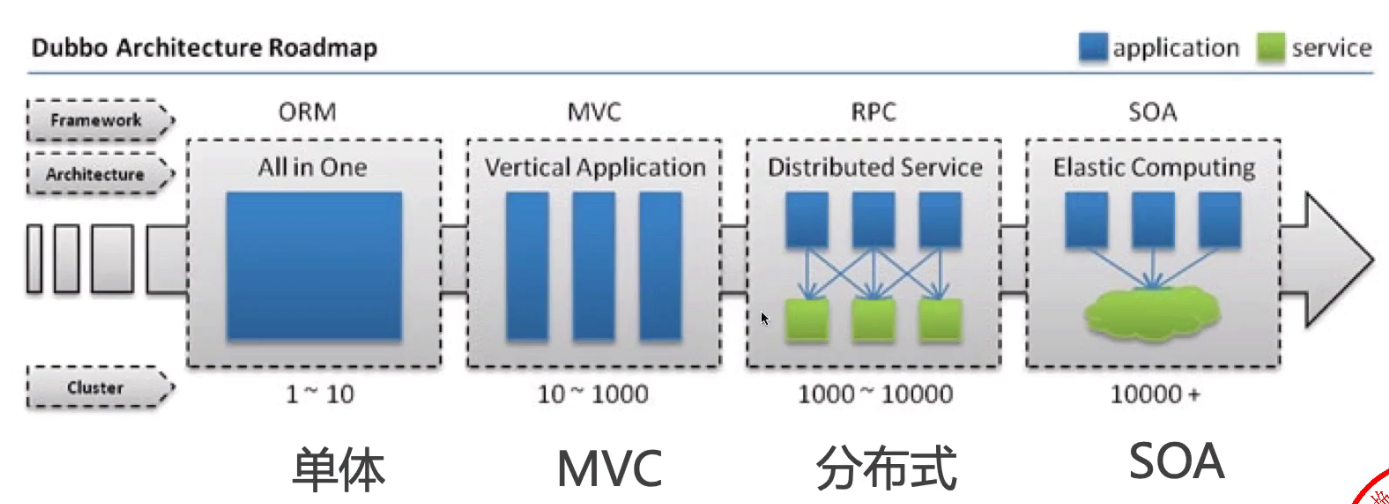 Dubbo Architecture Roadmap
application
service
Framework
ORM
MVC
RPC
SOA
Architecture
All in One
Vertical Application
Distributed Service
Elastic Computing
Cluster
1 ~ 10
10 ~ 1000
1000 ~ 10000
10000 +
单体
MVC
分布式
SOA